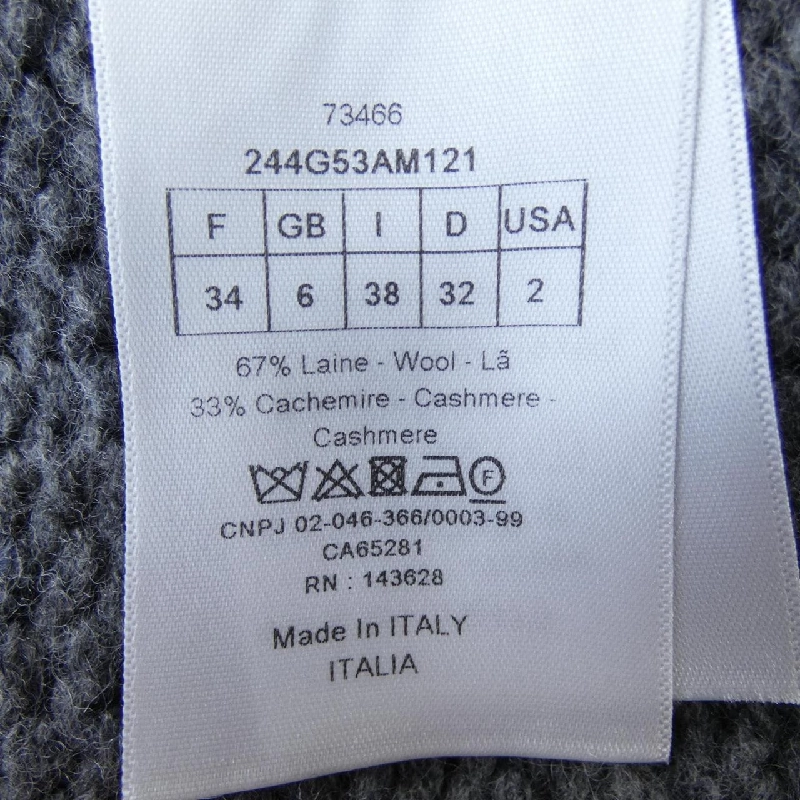 73466
244G53AM121
F GB I D USA
34 6 38 32 2
67% Laine - Wool - Lã
33% Cachemire - Cashmere -
Cashmere
F
CNPJ 02-046-366/0003-99
CA65281
RN : 143628
Made In ITALY
ITALIA